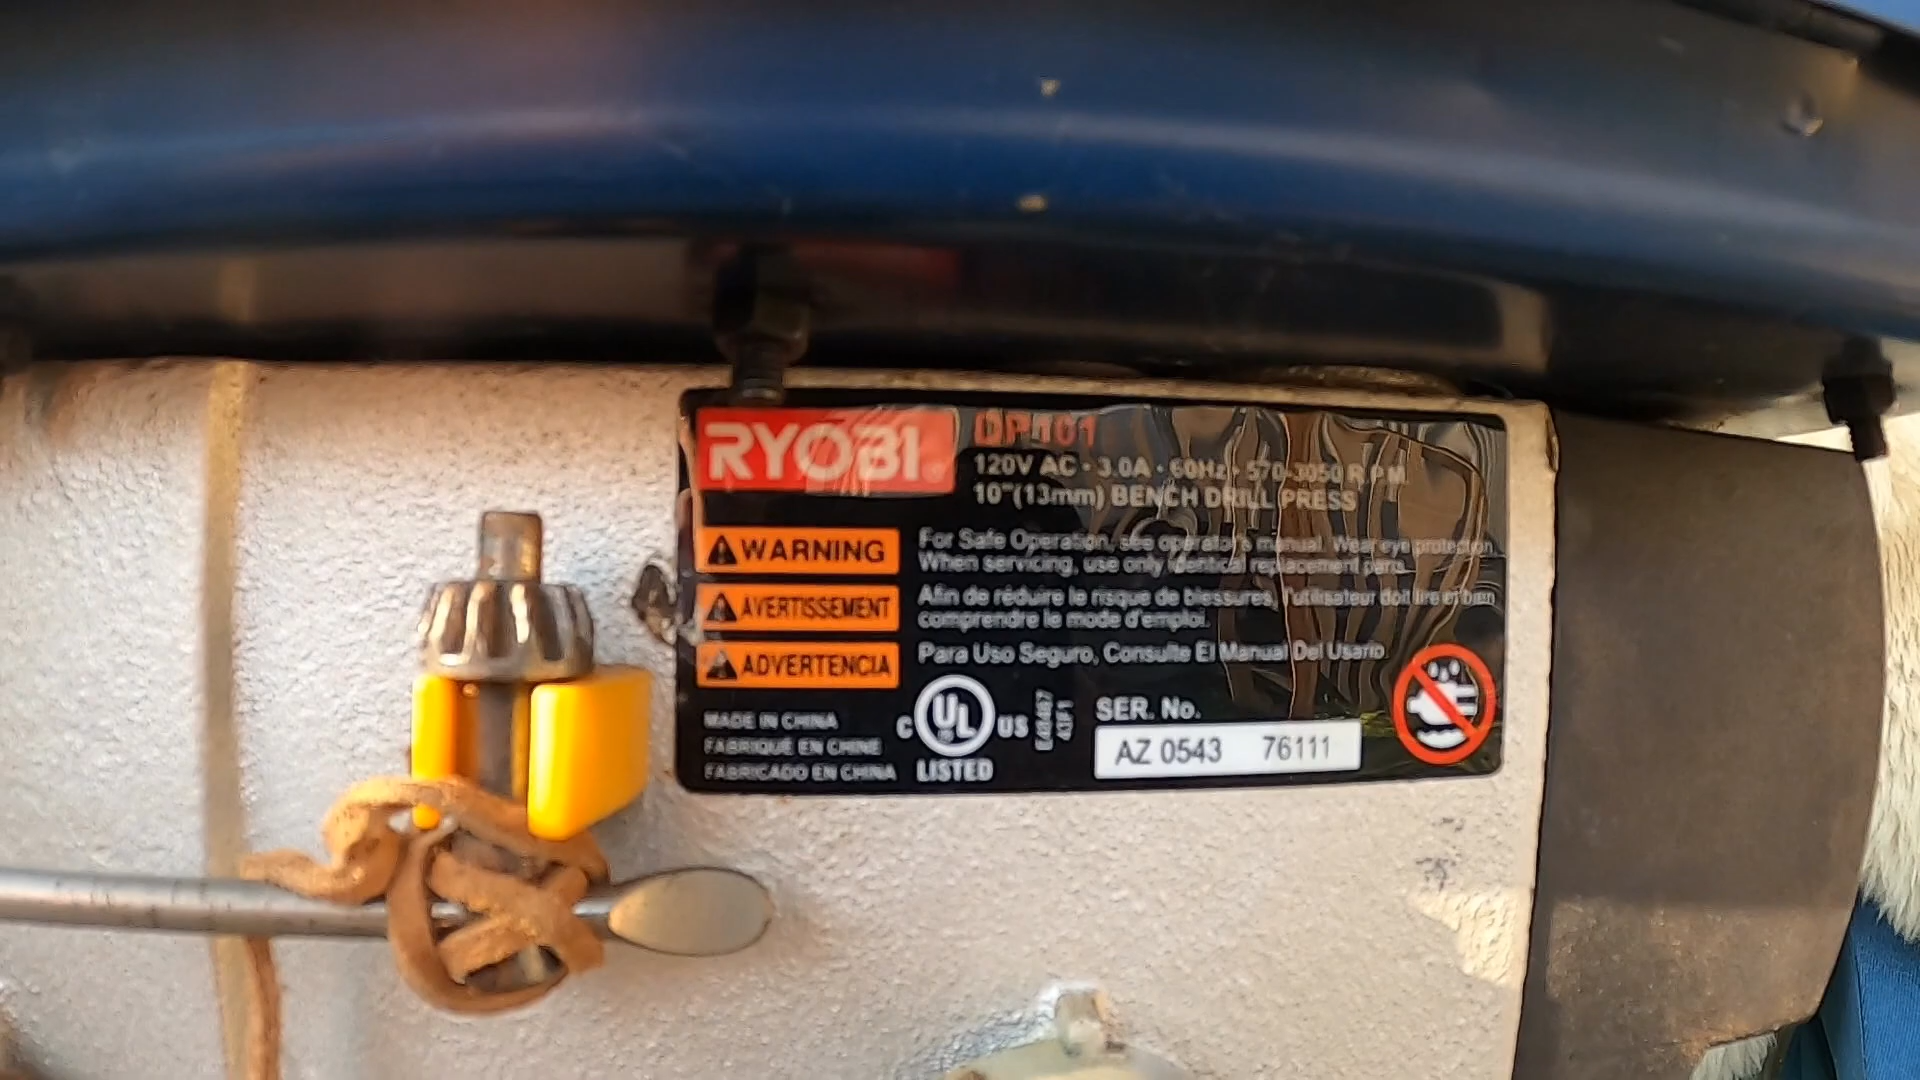 RYOBI
DP101
120V AC • 3.0A • 60Hz • 570-3050 R P M
10"(13mm) BENCH DRILL PRESS
WARNING
For Safe Operation, see operator's manual. Wear eye protection.
When servicing, use only identical replacement parts.
AVERTISSEMENT
Afin de réduire le risque de blessures, l'utilisateur doit lire et bien
comprendre le mode d'emploi.
ADVERTENCIA
Para Uso Seguro, Consulte El Manual Del Usario.
MADE IN CHINA
FABRIQUÉ EN CHINE
FABRICADO EN CHINA
C UL US
LISTED
41F1
SER. No.
AZ 0543 76111